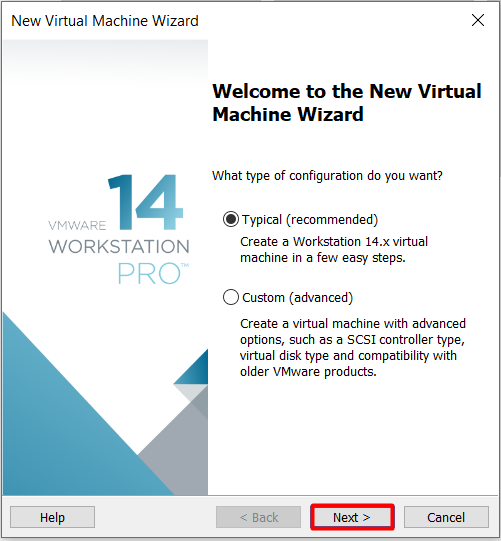 New Virtual Machine Wizard
Welcome to the New Virtual
Machine Wizard
What type of configuration do you want?
Typical (recommended)
Create a Workstation 14.x virtual
machine in a few easy steps.
Custom (advanced)
Create a virtual machine with advanced
options, such as a SCSI controller type,
virtual disk type and compatibility with
older VMware products.
14
VMWARE
WORKSTATION
PRO™
Help
< Back
Next >
Cancel